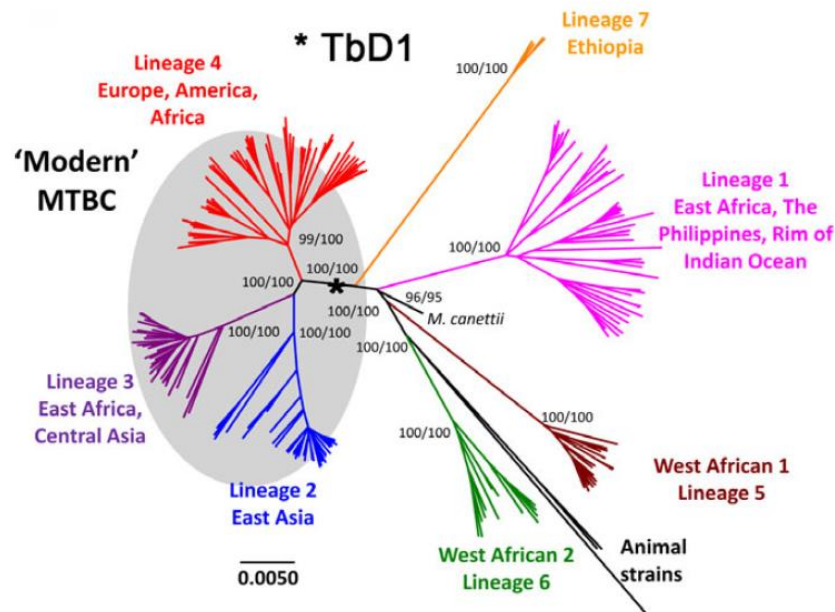 * TbD1
Lineage 7
Ethiopia
100/100
Lineage 4
Europe, America,
Africa
'Modern'
MTBC
Lineage 1
East Africa, The
Philippines, Rim of
Indian Ocean
100/100
99/100
100/100
100/100
*
96/95
M. canettii
100/100
100/100
100/100
100/100
Lineage 3
East Africa,
Central Asia
100/100
100/100
West African 1
Lineage 5
Lineage 2
East Asia
West African 2
Lineage 6
Animal
strains
0.0050